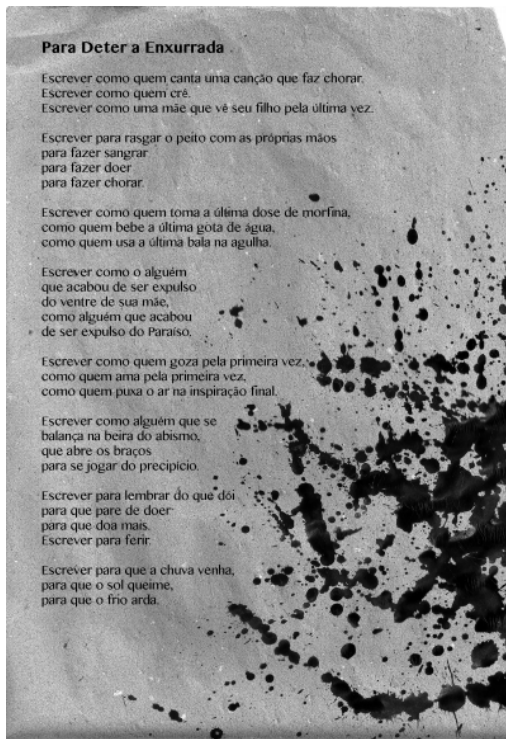 Para Deter a Enxurrada
Escrever como quem canta uma canção que faz chorar.
Escrever como quem crê.
Escrever como uma mãe que vê seu filho pela última vez.
Escrever para rasgar o peito com as próprias mãos
para fazer sangrar
para fazer doer
para fazer chorar.
Escrever como quem toma a última dose de morfina,
como quem bebe a última gota de água,
como quem usa a última bala na agulha.
Escrever como o alguém
que acabou de ser expulso
do ventre de sua mãe,
como alguém que acabou
de ser expulso do Paraíso.
Escrever como quem goza pela primeira vez,
como quem ama pela primeira vez,
como quem puxa o ar na inspiração final.
Escrever como alguém que se
balança na beira do abismo,
que abre os braços
para se jogar do precipício.
Escrever para lembrar do que dói
para que pare de doer
para que doa mais.
Escrever para ferir.
Escrever para que a chuva venha,
para que o sol queime,
para que o frio arda.